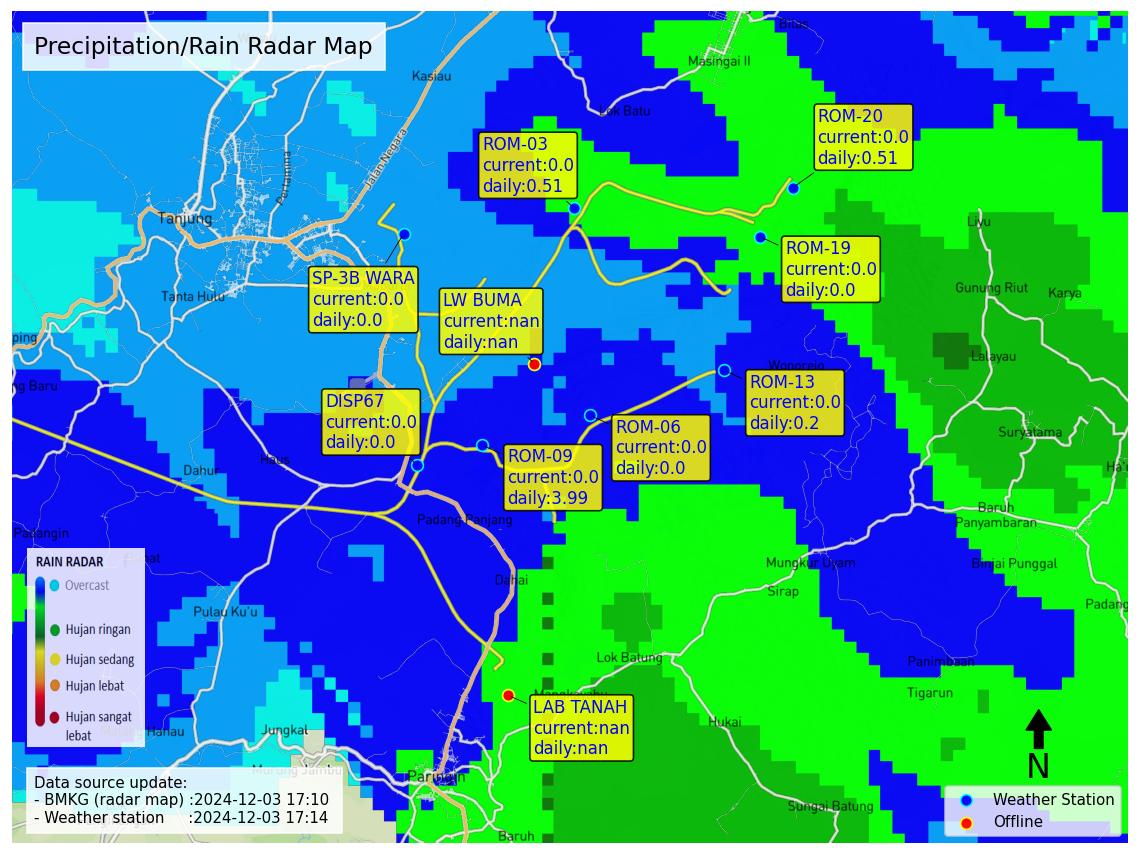 Precipitation/Rain Radar Map
Bilas
Masingai II
Kasiau
Lok Batu
Jalan Negara
Pertamina
Tanjung
Tanta Hulu
ROM-20
current:0.0
daily:0.51
ROM-03
current:0.0
daily:0.51
Liyu
ROM-19
current:0.0
daily:0.0
SP-3B WARA
current:0.0
daily:0.0
LW BUMA
current:nan
daily:nan
Gunung Riut
Karya
ping
Lalayau
Wonorejo
ng Baru
ROM-13
current:0.0
daily:0.2
DISP67
current:0.0
daily:0.0
ROM-06
current:0.0
daily:0.0
Suryatama
ROM-09
current:0.0
daily:3.99
Haus
Dahur
Baruh
Panyambaran
Padang Panjang
Padangin
Mungkur Uyam
Binjai Punggal
Dahai
Sirap
Padang
Pulau Ku'u
Lok Batung
Panimbaan
Tigarun
LAB TANAH
current:nan
daily:nan
Hukai
Jungkal
Murung Jambu
Paringin
Sungai Batung
Baruh
RAIN RADAR
Overcast
Hujan ringan
Hujan sedang
Hujan lebat
Hujan sangat
lebat
Data source update:
- BMKG (radar map) :2024-12-03 17:10
- Weather station :2024-12-03 17:14
N
Weather Station
Offline